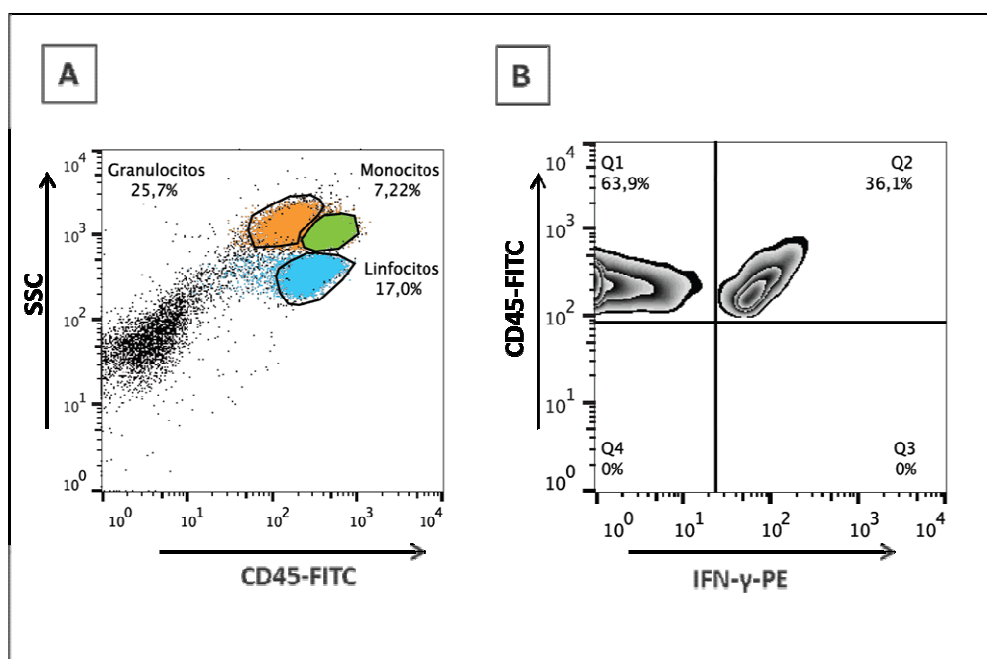 A
10⁴
10³
10²
10¹
10⁰
SSC
Granulocitos
25,7%
Monocitos
7,22%
Linfocitos
17,0%
10⁰ 10¹ 10² 10³ 10⁴
CD45-FITC
B
10⁴
10³
10²
10¹
10⁰
CD45-FITC
Q1
63,9%
Q2
36,1%
Q4
0%
Q3
0%
10⁰ 10¹ 10² 10³ 10⁴
IFN-γ-PE